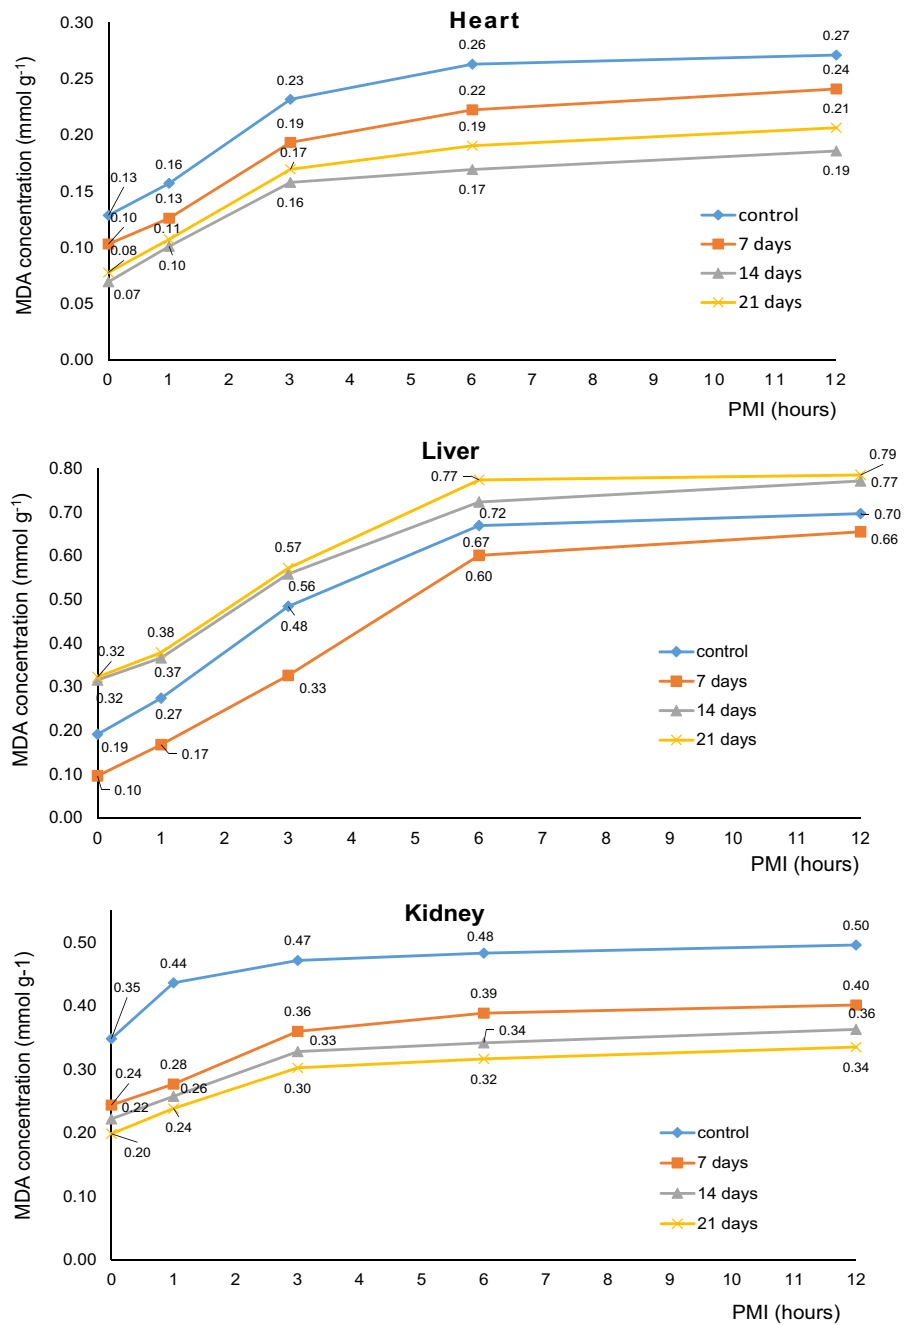 Heart
MDA concentration (mmol g-1)
0.30
0.25
0.20
0.15
0.10
0.05
0.00
0.13 0.16 0.23 0.26 0.27
0.10 0.13 0.19 0.22 0.24
0.08 0.11 0.17 0.19 0.21
0.07 0.10 0.16 0.17 0.19
control
7 days
14 days
21 days
0 1 2 3 4 5 6 7 8 9 10 11 12
PMI (hours)
Liver
MDA concentration (mmol g-1)
0.80
0.70
0.60
0.50
0.40
0.30
0.20
0.10
0.00
0.32 0.38 0.57 0.77 0.79
0.32 0.37 0.56 0.72 0.77
0.19 0.27 0.48 0.67 0.70
0.10 0.17 0.33 0.60 0.66
control
7 days
14 days
21 days
0 1 2 3 4 5 6 7 8 9 10 11 12
PMI (hours)
Kidney
MDA concentration (mmol g-1)
0.50
0.40
0.30
0.20
0.10
0.00
0.35 0.44 0.47 0.48 0.50
0.24 0.28 0.36 0.39 0.40
0.22 0.26 0.33 0.34 0.36
0.20 0.24 0.30 0.32 0.34
control
7 days
14 days
21 days
0 1 2 3 4 5 6 7 8 9 10 11 12
PMI (hours)